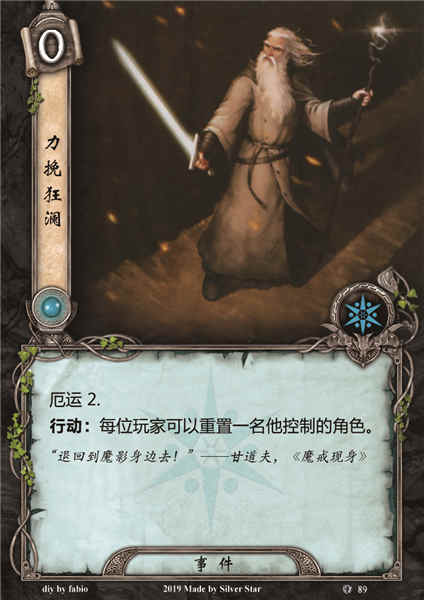 0
力挽狂澜
厄运 2.
行动：每位玩家可以重置一名他控制的角色。
“退回到魔影身边去！”——甘道夫，《魔戒现身》
事件
diy by fabio
2019 Made by Silver Star
89